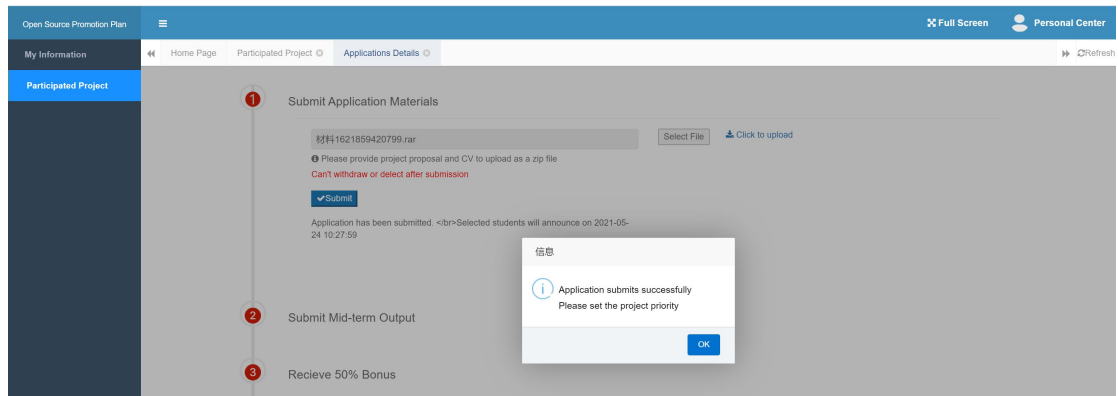 Open Source Promotion Plan
Full Screen
Personal Center
My Information
Home Page
Participated Project
Applications Details
Refresh
Participated Project
1
Submit Application Materials
材料1621859420799.rar
Select File
Click to upload
Please provide project proposal and CV to upload as a zip file
Can't withdraw or delect after submission
Submit
Application has been submitted. </br>Selected students will announce on 2021-05-
24 10:27:59
信息
Application submits successfully
Please set the project priority
OK
2
Submit Mid-term Output
3
Recieve 50% Bonus